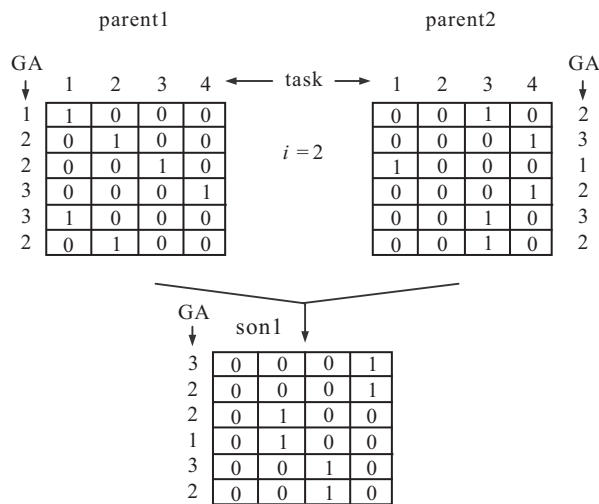 parent1 parent2
GA GA
1 2 3 4 task 1 2 3 4
1 1 0 0 0 0 0 1 0 2
2 0 1 0 0 0 0 0 1 3
2 0 0 1 0 i = 2 1 0 0 0 1
3 0 0 0 1 0 0 0 1 2
3 1 0 0 0 0 0 1 0 3
2 0 1 0 0 0 0 1 0 2
GA son1
3 0 0 0 1
2 0 0 0 1
2 0 1 0 0
1 0 1 0 0
3 0 0 1 0
2 0 0 1 0